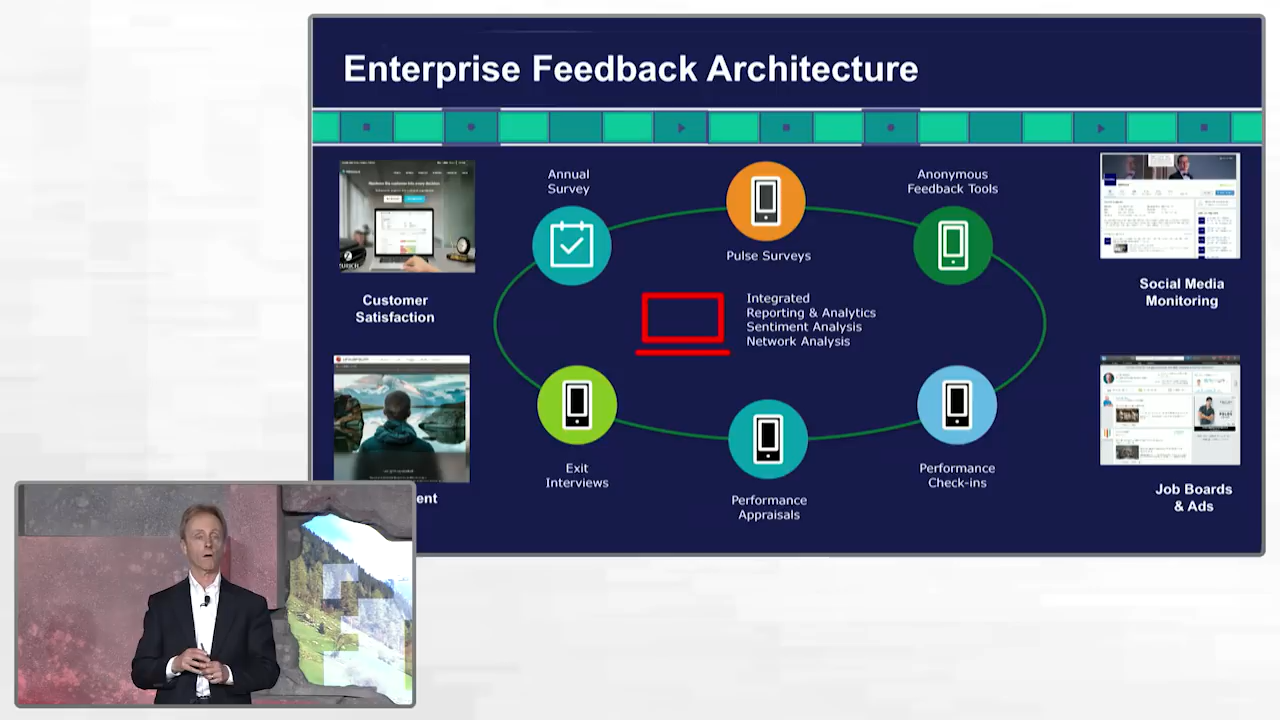 Enterprise Feedback Architecture
Annual
Survey
Pulse Surveys
Anonymous
Feedback Tools
ZURICH
Customer
Satisfaction
Social Media
Monitoring
Integrated
Reporting & Analytics
Sentiment Analysis
Network Analysis
Exit
Interviews
Performance
Appraisals
Performance
Check-ins
ent
Job Boards
& Ads